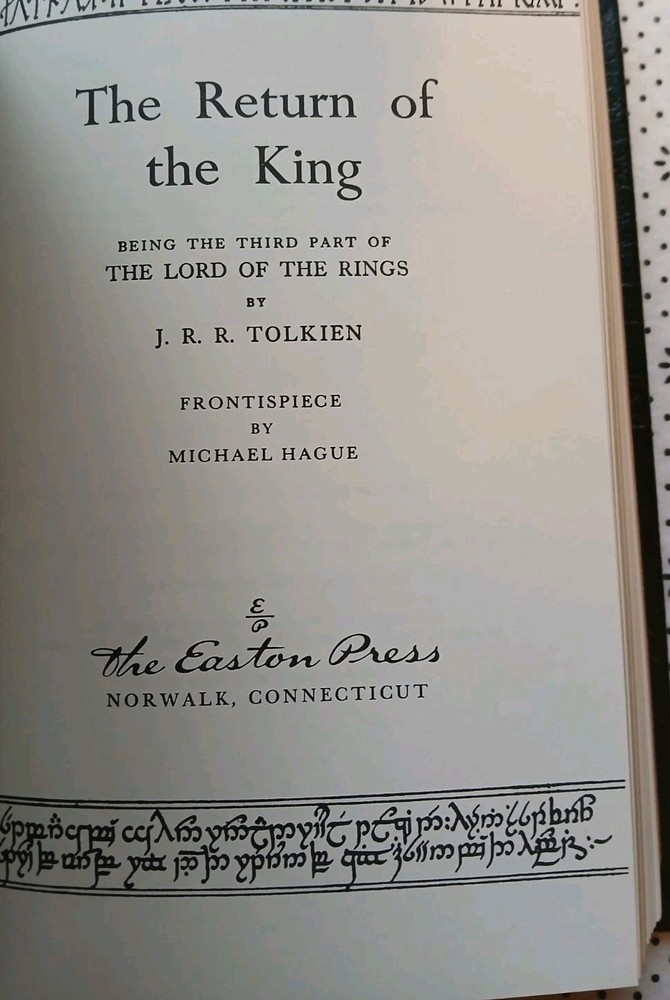 The Return of
the King
BEING THE THIRD PART OF
THE LORD OF THE RINGS
BY
J. R. R. TOLKIEN
FRONTISPIECE
BY
MICHAEL HAGUE
E
P
The Easton Press
NORWALK, CONNECTICUT